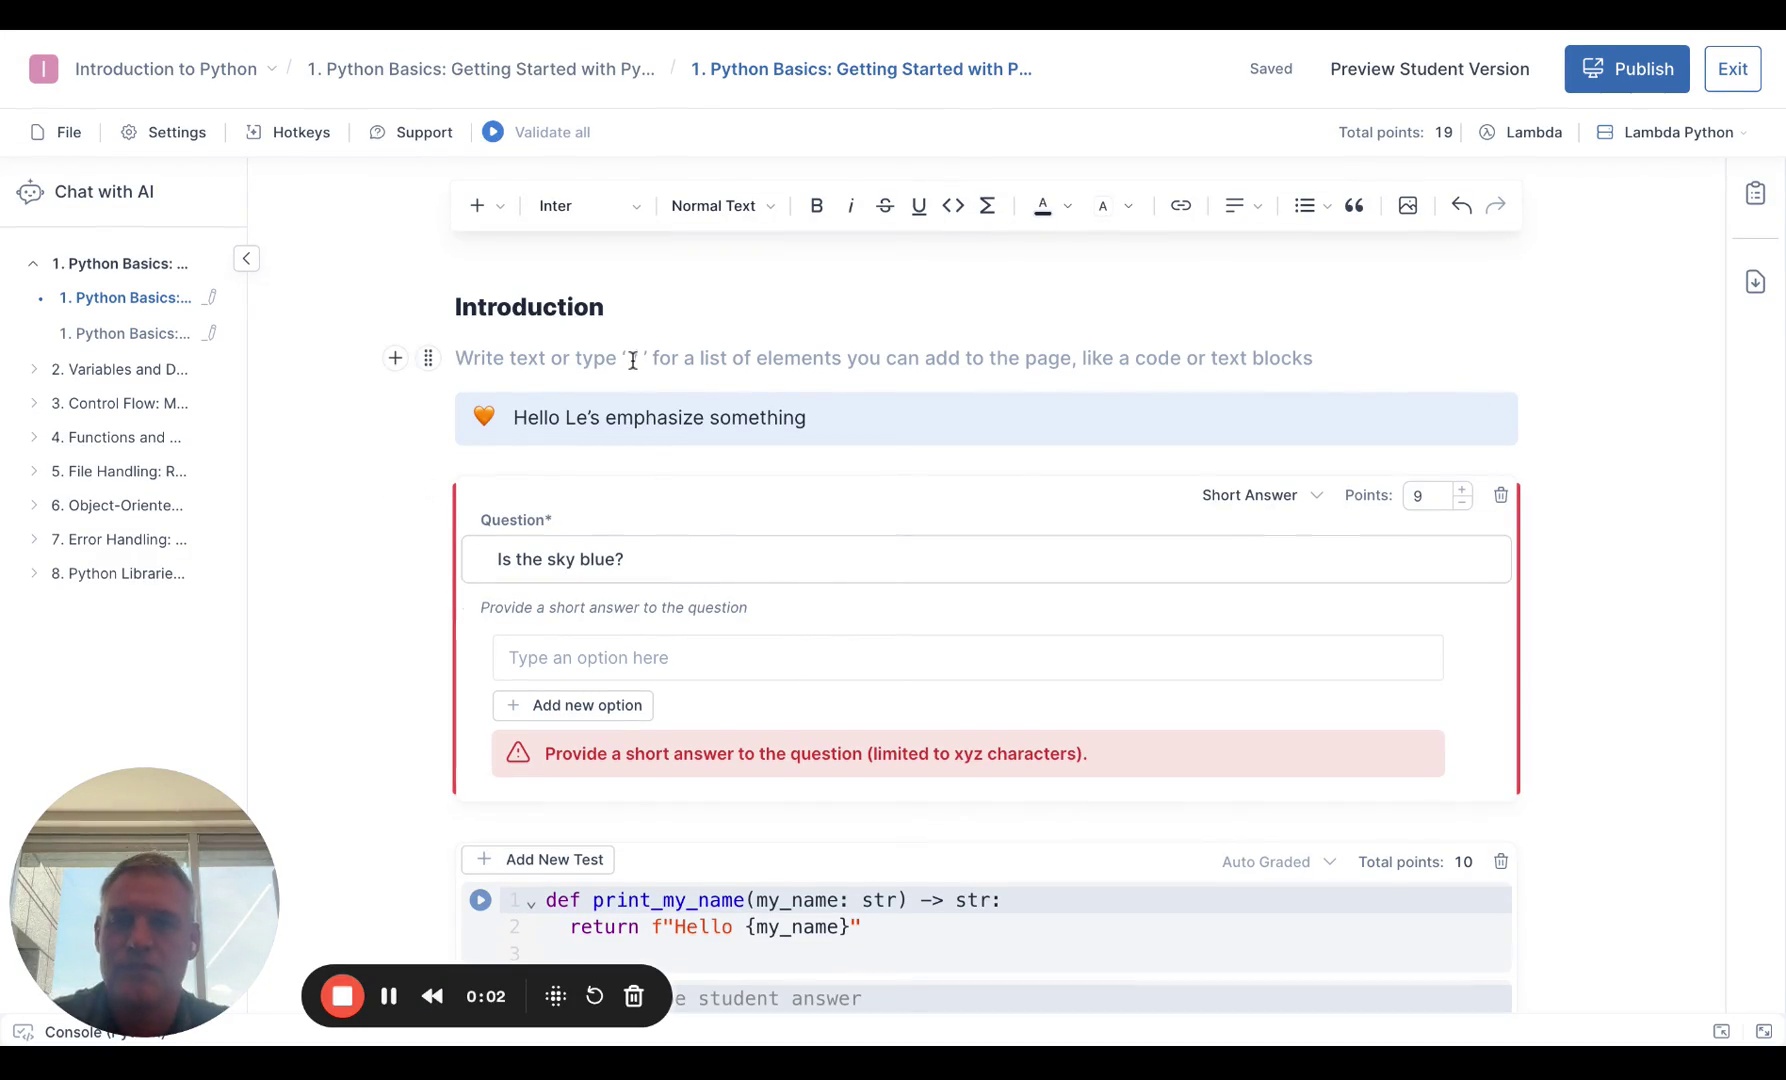 I Introduction to Python / 1. Python Basics: Getting Started with Py... / 1. Python Basics: Getting Started with P... Saved Preview Student Version Publish Exit
File Settings Hotkeys Support Validate all Total points: 19 Lambda Lambda Python
Chat with AI
Inter Normal Text B i S U <> Σ A A
1. Python Basics: ...
1. Python Basics:...
1. Python Basics:...
2. Variables and D...
3. Control Flow: M...
4. Functions and ...
5. File Handling: R...
6. Object-Oriente...
7. Error Handling: ...
8. Python Librarie...
Introduction
Write text or type ‘ ’ for a list of elements you can add to the page, like a code or text blocks
Hello Le’s emphasize something
Short Answer Points: 9
Question*
Is the sky blue?
Provide a short answer to the question
Type an option here
Add new option
Provide a short answer to the question (limited to xyz characters).
Add New Test Auto Graded Total points: 10
1 def print_my_name(my_name: str) -> str:
2 return f"Hello {my_name}"
3
e student answer
0:02
Console